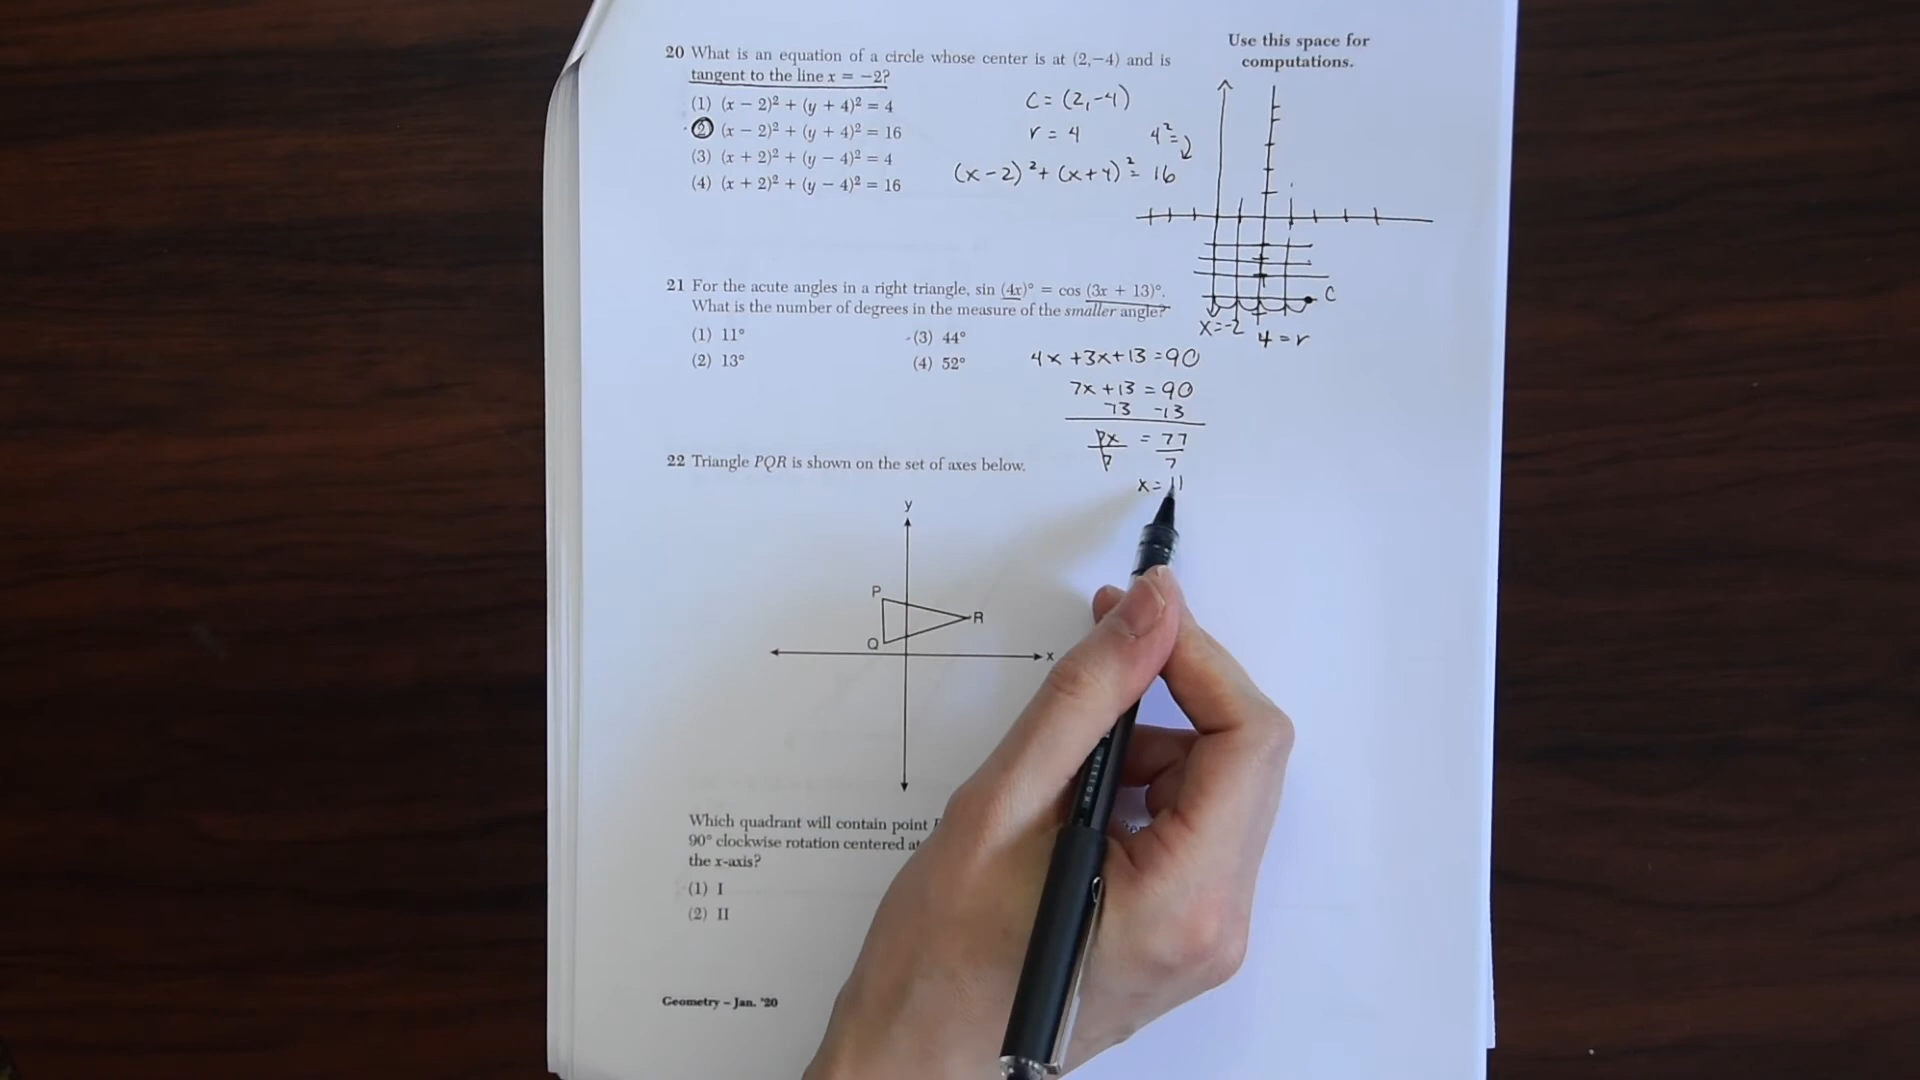 Use this space for
computations.
20 What is an equation of a circle whose center is at (2,−4) and is
tangent to the line x = −2?
(1) (x − 2)² + (y + 4)² = 4
(2) (x − 2)² + (y + 4)² = 16
(3) (x + 2)² + (y − 4)² = 4
(4) (x + 2)² + (y − 4)² = 16
C = (2,-4)
r = 4
4² =
(x-2)² + (x+4)² = 16
C
x=-2
4 = r
21 For the acute angles in a right triangle, sin (4x)° = cos (3x + 13)°.
What is the number of degrees in the measure of the smaller angle?
(1) 11°
(2) 13°
(3) 44°
(4) 52°
4x +3x+13 =90
7x +13 = 90
-13
= 77
7
x = 11
22 Triangle PQR is shown on the set of axes below.
y
P
R
Q
x
Which quadrant will contain point
90° clockwise rotation centered
the x-axis?
(1) I
(2) II
Geometry – Jan. '20